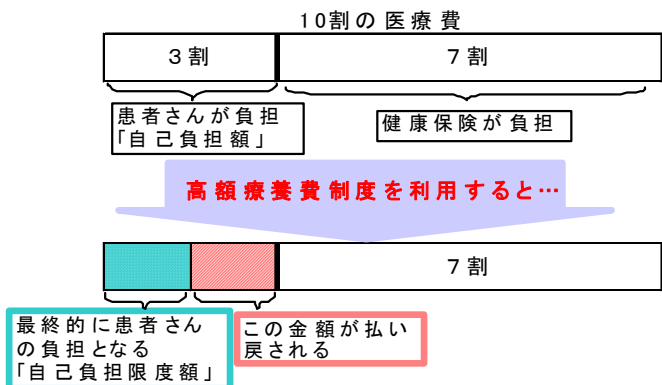 10割の医療費
3割
7割
患者さんが負担
「自己負担額」
健康保険が負担
高額療養費制度を利用すると…
7割
最終的に患者さん
の負担となる
「自己負担限度額」
この金額が払い
戻される